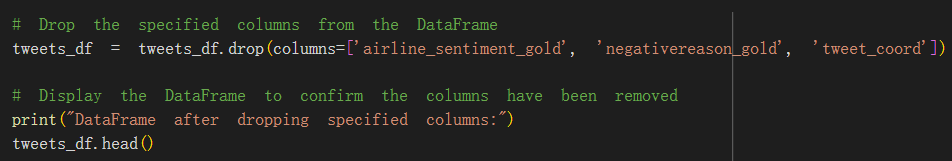 # Drop the specified columns from the DataFrame
tweets_df = tweets_df.drop(columns=['airline_sentiment_gold', 'negativereason_gold', 'tweet_coord'])
# Display the DataFrame to confirm the columns have been removed
print("DataFrame after dropping specified columns:")
tweets_df.head()